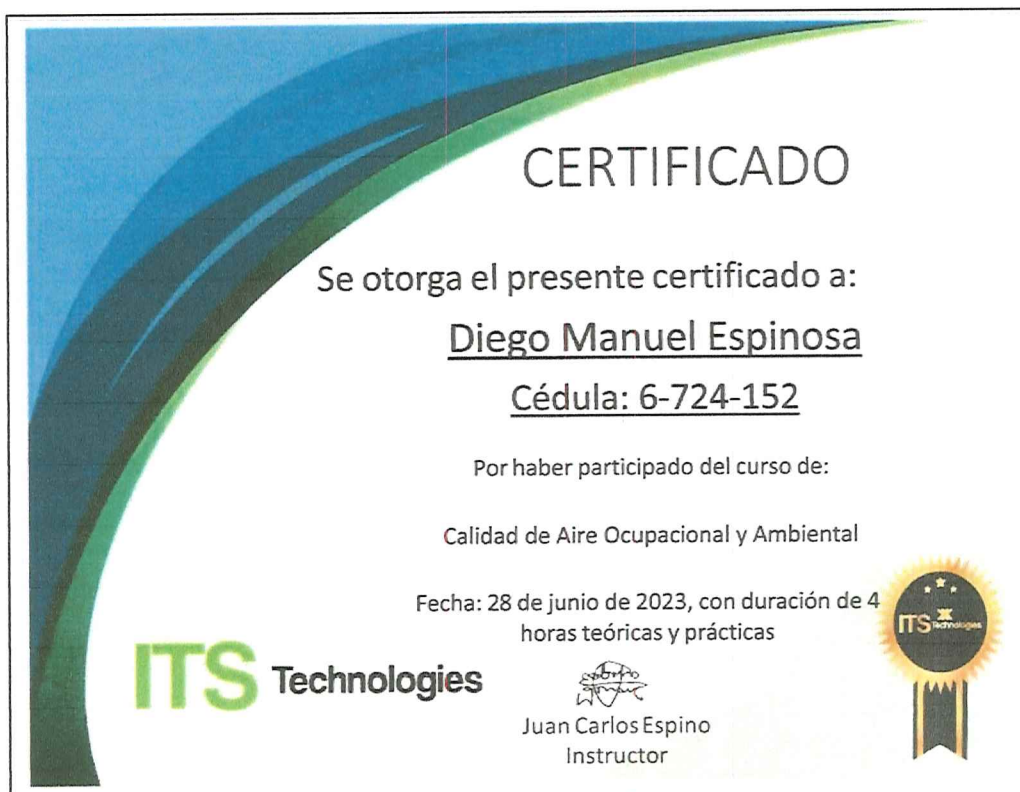 CERTIFICADO
Se otorga el presente certificado a:
Diego Manuel Espinosa
Cédula: 6-724-152
Por haber participado del curso de:
Calidad de Aire Ocupacional y Ambiental
Fecha: 28 de junio de 2023, con duración de 4
horas teóricas y prácticas
ITS Technologies
ITS Technologies
Juan Carlos Espino
Instructor